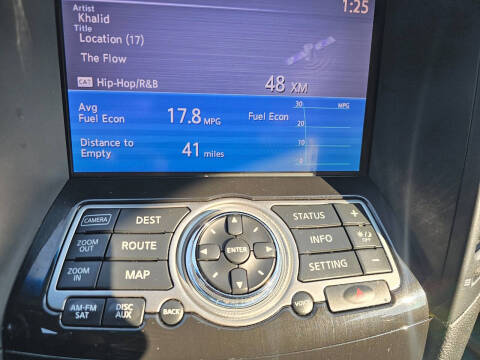 Artist
1:25
Khalid
Title
Location (17)
The Flow
CAT Hip-Hop/R&B
48 XM
Avg
Fuel Econ 17.8 MPG
Fuel Econ
30 MPG
20
10
0
Distance to
Empty 41 miles
CAMERA DEST
ZOOM
OUT
ROUTE
ZOOM
IN
MAP
AM·FM
SAT
DISC
AUX
BACK
ENTER
VOICE
STATUS +
INFO OFF
SETTING −